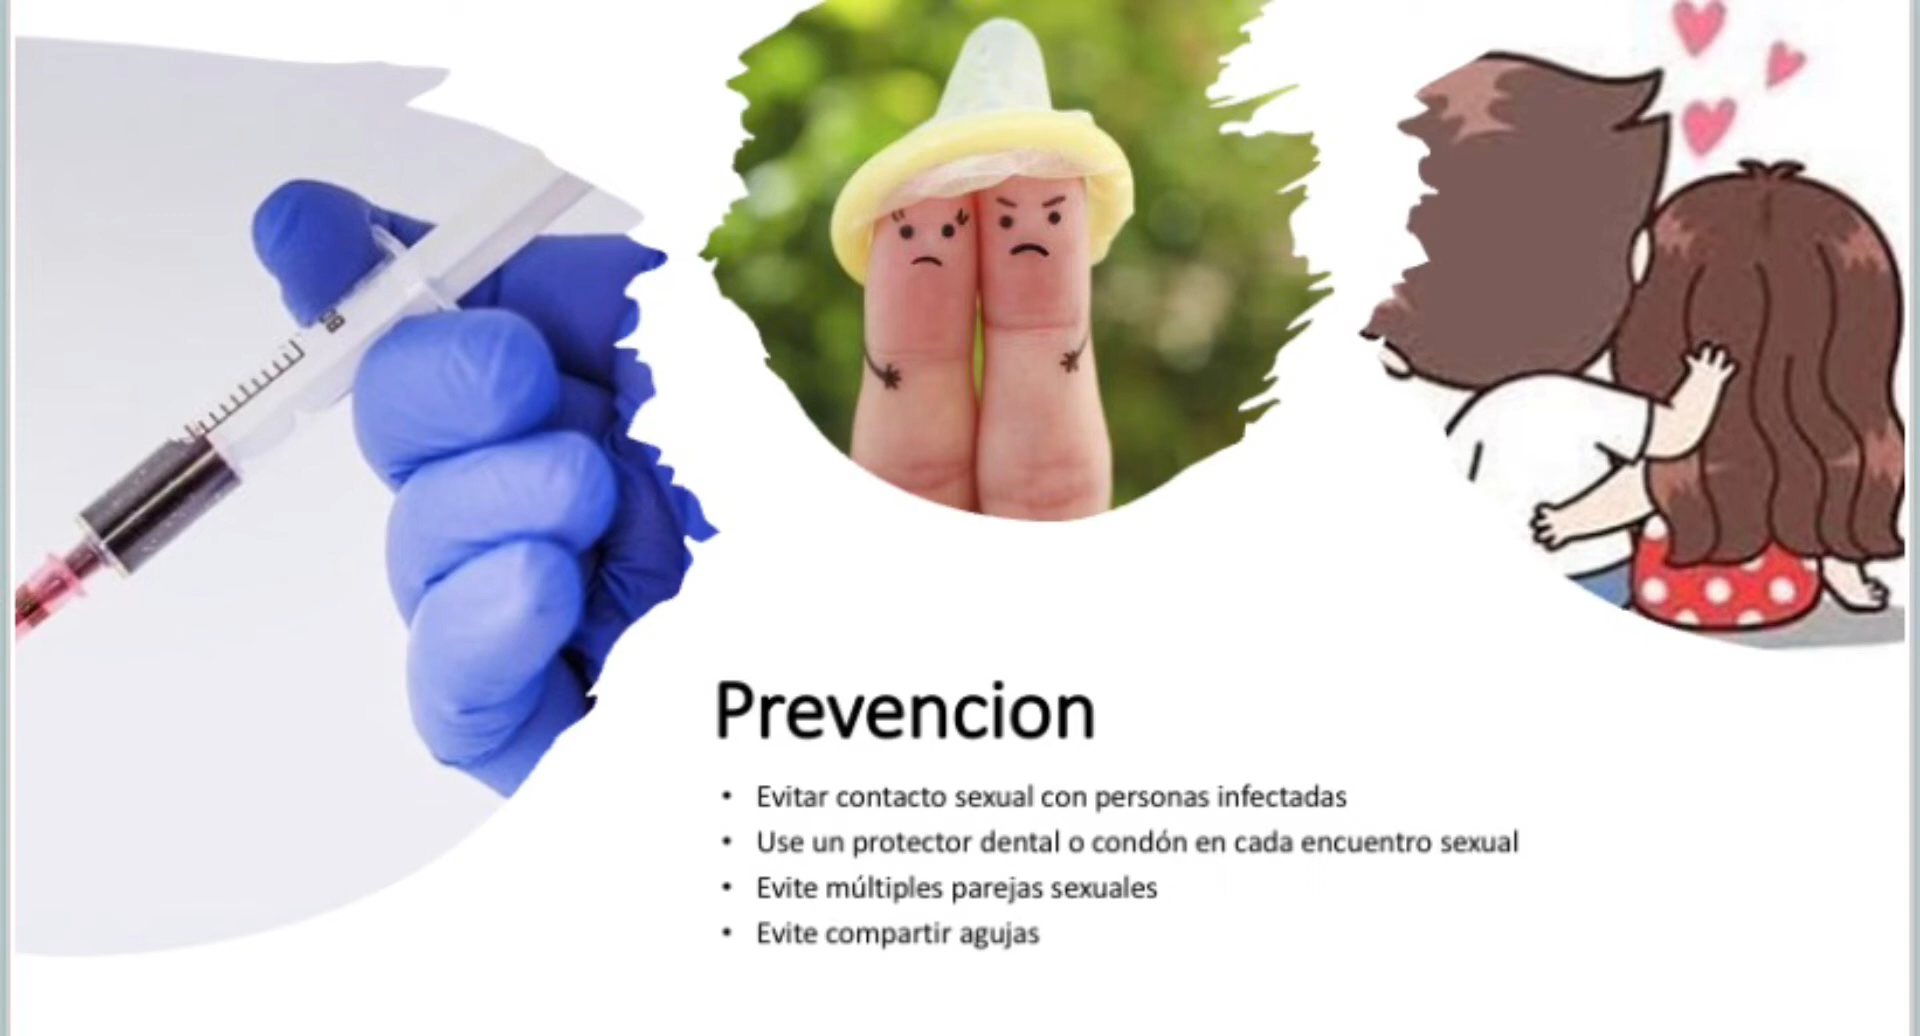 Prevencion
• Evitar contacto sexual con personas infectadas
• Use un protector dental o condón en cada encuentro sexual
• Evite múltiples parejas sexuales
• Evite compartir agujas